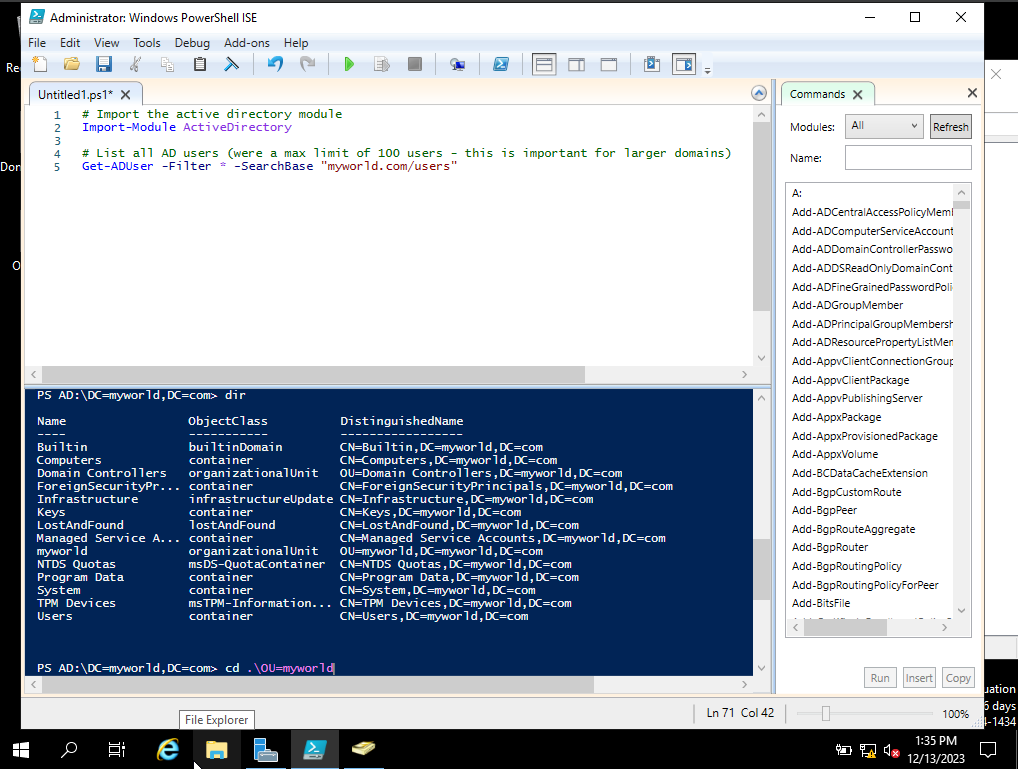 Administrator: Windows PowerShell ISE
File Edit View Tools Debug Add-ons Help
Untitled1.ps1*
1 # Import the active directory module
2 Import-Module ActiveDirectory
3
4 # List all AD users (were a max limit of 100 users - this is important for larger domains)
5 Get-ADUser -Filter * -SearchBase "myworld.com/users"
PS AD:\DC=myworld,DC=com> dir
Name ObjectClass DistinguishedName
---- ----------- -----------------
Builtin builtinDomain CN=Builtin,DC=myworld,DC=com
Computers container CN=Computers,DC=myworld,DC=com
Domain Controllers organizationalUnit OU=Domain Controllers,DC=myworld,DC=com
ForeignSecurityPr... container CN=ForeignSecurityPrincipals,DC=myworld,DC=com
Infrastructure infrastructureUpdate CN=Infrastructure,DC=myworld,DC=com
Keys container CN=Keys,DC=myworld,DC=com
LostAndFound lostAndFound CN=LostAndFound,DC=myworld,DC=com
Managed Service A... container CN=Managed Service Accounts,DC=myworld,DC=com
myworld organizationalUnit OU=myworld,DC=myworld,DC=com
NTDS Quotas msDS-QuotaContainer CN=NTDS Quotas,DC=myworld,DC=com
Program Data container CN=Program Data,DC=myworld,DC=com
System container CN=System,DC=myworld,DC=com
TPM Devices msTPM-Information... CN=TPM Devices,DC=myworld,DC=com
Users container CN=Users,DC=myworld,DC=com
PS AD:\DC=myworld,DC=com> cd .\OU=myworld
Commands
Modules: All Refresh
Name:
A:
Add-ADCentralAccessPolicyMem
Add-ADComputerServiceAccount
Add-ADDomainControllerPasswo
Add-ADDSReadOnlyDomainCont
Add-ADFineGrainedPasswordPoli
Add-ADGroupMember
Add-ADPrincipalGroupMembersh
Add-ADResourcePropertyListMem
Add-AppvClientConnectionGroup
Add-AppvClientPackage
Add-AppvPublishingServer
Add-AppxPackage
Add-AppxProvisionedPackage
Add-AppxVolume
Add-BCDataCacheExtension
Add-BgpCustomRoute
Add-BgpPeer
Add-BgpRouteAggregate
Add-BgpRouter
Add-BgpRoutingPolicy
Add-BgpRoutingPolicyForPeer
Add-BitsFile
Run Insert Copy
Ln 71 Col 42
100%
Re
Don
O
uation
6 days
4-1434
File Explorer
1:35 PM
12/13/2023